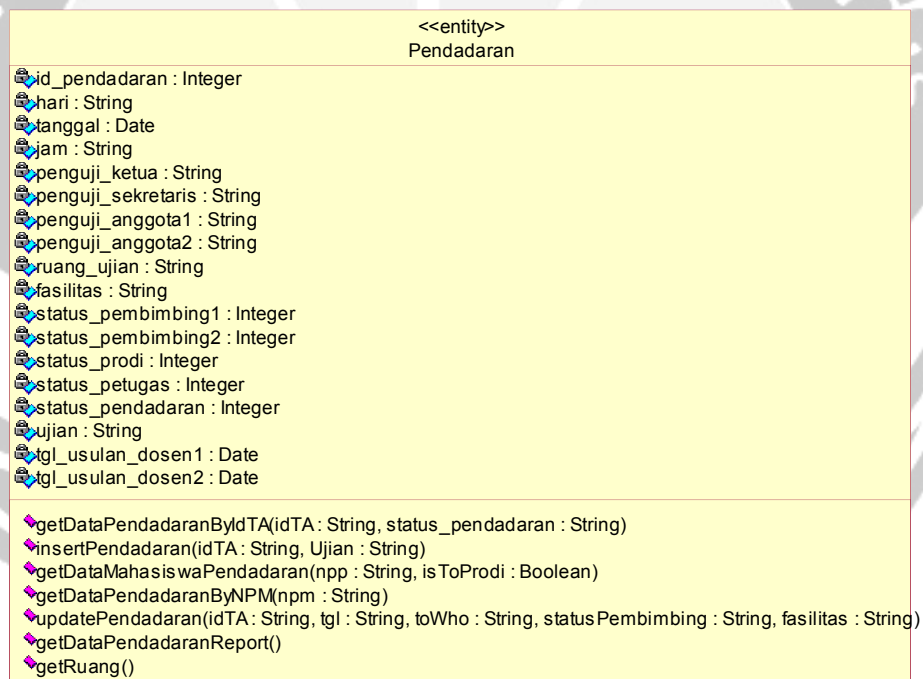 <<entity>>
Pendadaran
id_pendadaran : Integer
hari : String
tanggal : Date
jam : String
penguji_ketua : String
penguji_sekretaris : String
penguji_anggota1 : String
penguji_anggota2 : String
ruang_ujian : String
fasilitas : String
status_pembimbing1 : Integer
status_pembimbing2 : Integer
status_prodi : Integer
status_petugas : Integer
status_pendadaran : Integer
ujian : String
tgl_usulan_dosen1 : Date
tgl_usulan_dosen2 : Date
getDataPendadaranByIdTA(idTA : String, status_pendadaran : String)
insertPendadaran(idTA : String, Ujian : String)
getDataMahasiswaPendadaran(npp : String, isToProdi : Boolean)
getDataPendadaranByNPM(npm : String)
updatePendadaran(idTA : String, tgl : String, toWho : String, statusPembimbing : String, fasilitas : String)
getDataPendadaranReport()
getRuang()